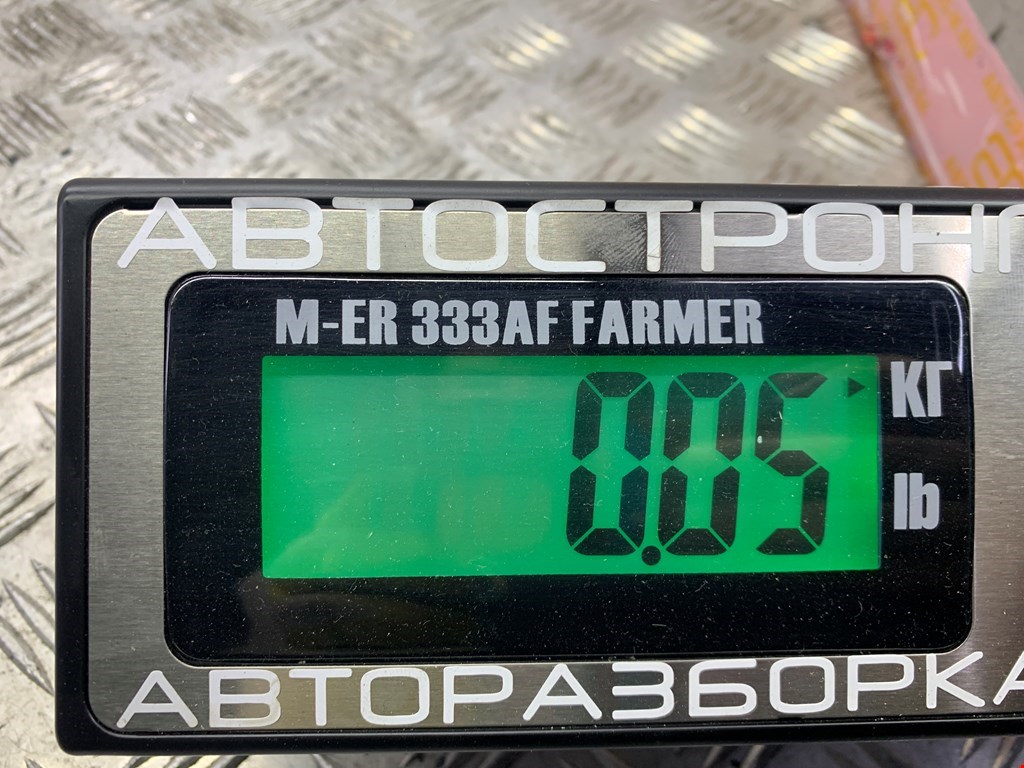 АВТОСТРОН
M-ER 333AF FARMER
0.05
КГ
lb
АВТОРАЗБОРКА